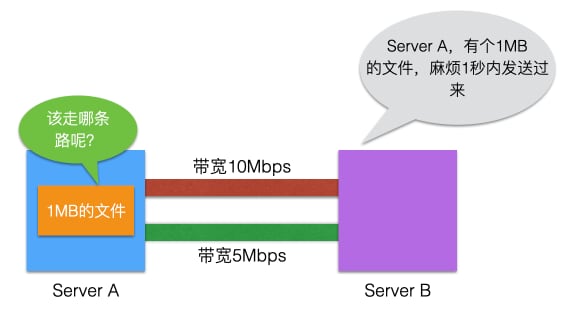 Server A，有个1MB
的文件，麻烦1秒内发送过
来
该走哪条
路呢？
带宽10Mbps
1MB的文件
带宽5Mbps
Server A
Server B